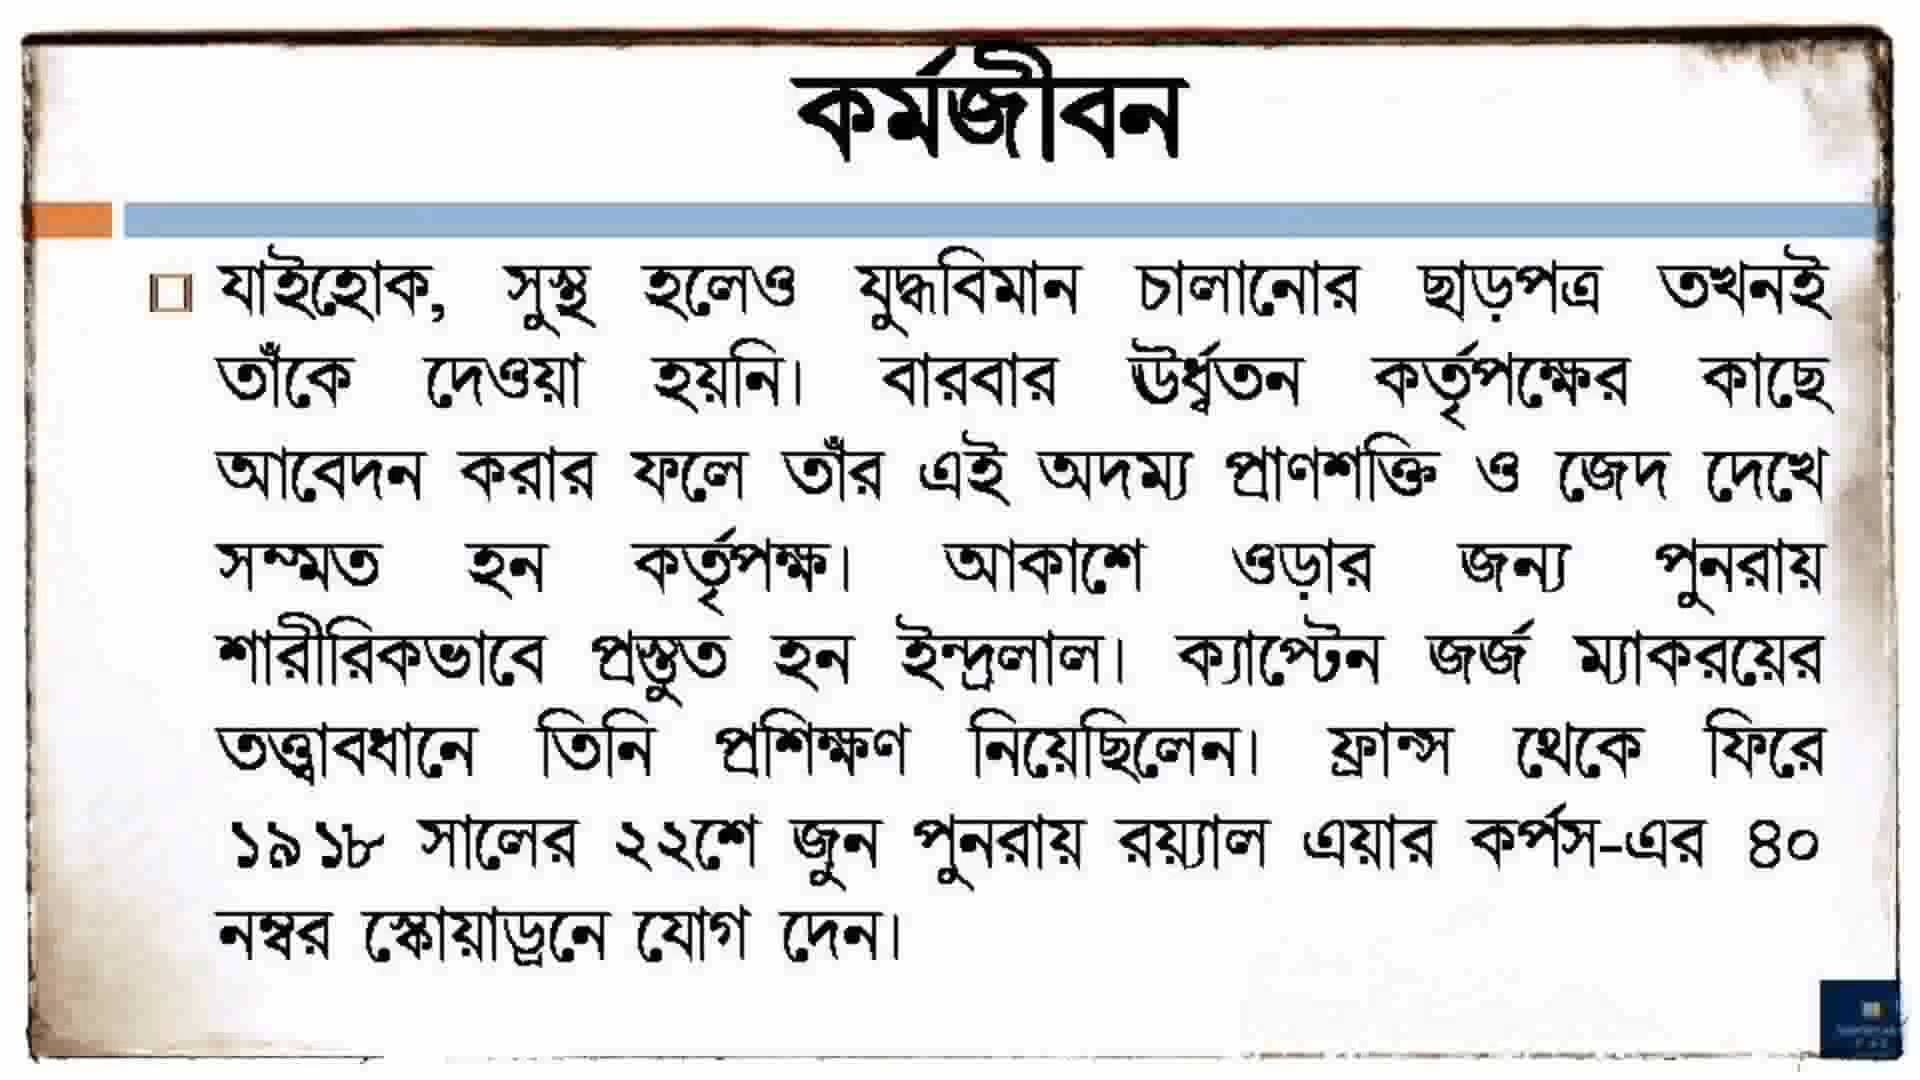 কর্মজীবন
যাইহোক, সুস্থ হলেও যুদ্ধবিমান চালানোর ছাড়পত্র তখনই
তাঁকে দেওয়া হয়নি। বারবার ঊর্ধ্বতন কর্তৃপক্ষের কাছে
আবেদন করার ফলে তাঁর এই অদম্য প্রাণশক্তি ও জেদ দেখে
সম্মত হন কর্তৃপক্ষ। আকাশে ওড়ার জন্য পুনরায়
শারীরিকভাবে প্রস্তুত হন ইন্দ্রলাল। ক্যাপ্টেন জর্জ ম্যাকরয়ের
তত্ত্বাবধানে তিনি প্রশিক্ষণ নিয়েছিলেন। ফ্রান্স থেকে ফিরে
১৯১৮ সালের ২২শে জুন পুনরায় রয়্যাল এয়ার কর্পস-এর ৪০
নম্বর স্কোয়াড্রনে যোগ দেন।